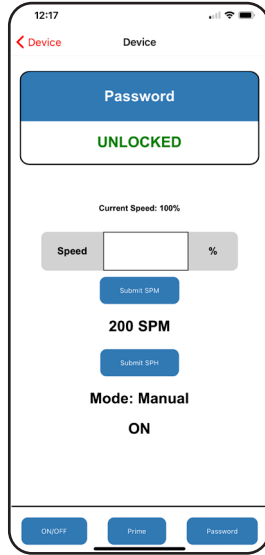 12:17
Device Device
Password
UNLOCKED
Current Speed: 100%
Speed %
Submit SPM
200 SPM
Submit SPH
Mode: Manual
ON
ON/OFF Prime Password